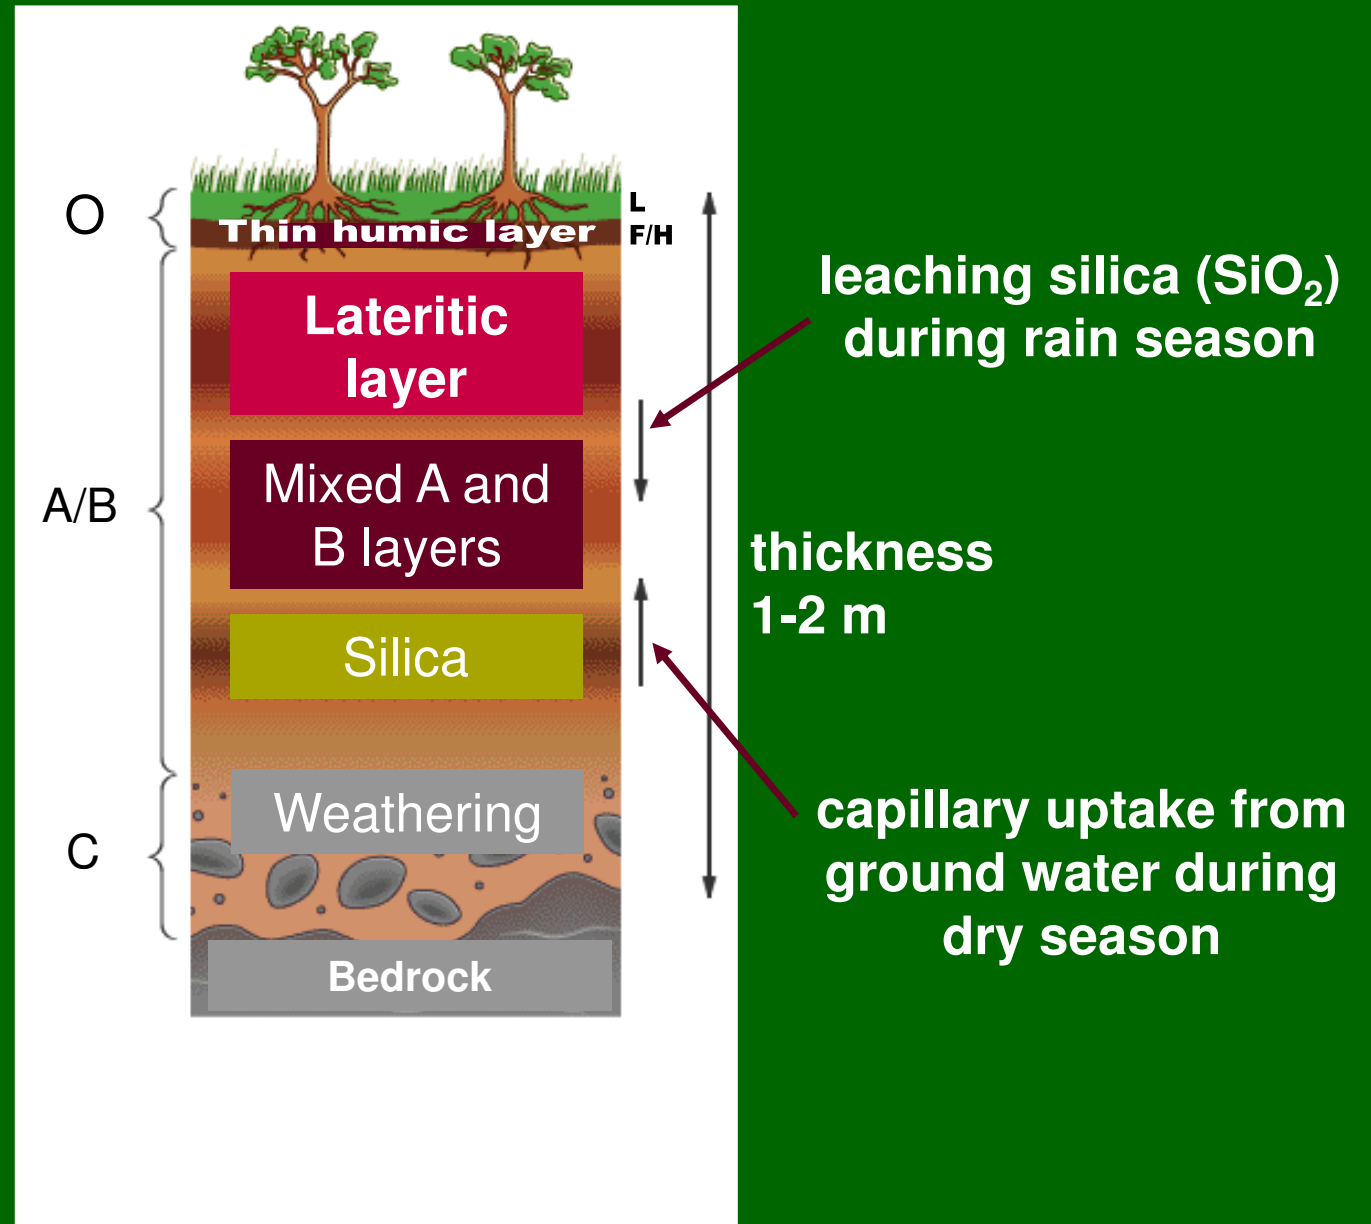 O
L
Thin humic layer
F/H
Lateritic
layer
leaching silica (SiO₂)
during rain season
A/B
Mixed A and
B layers
thickness
1-2 m
Silica
Weathering
C
capillary uptake from
ground water during
dry season
Bedrock